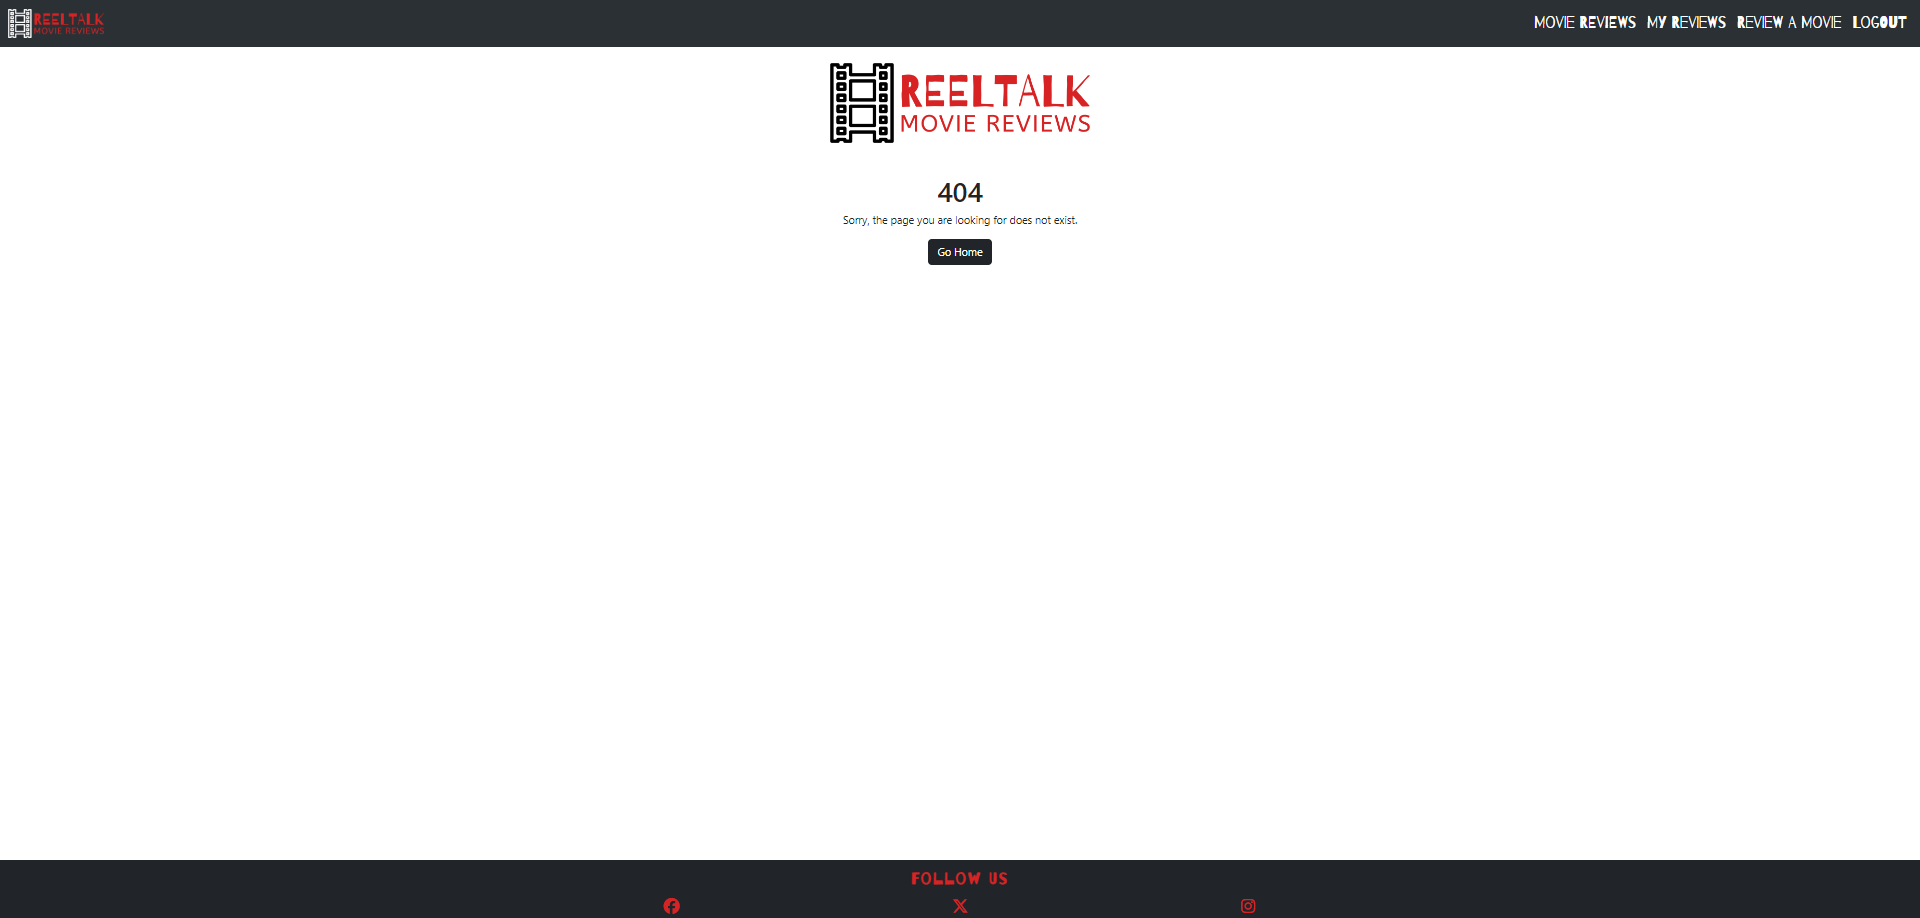 REELTALK
MOVIE REVIEWS
MOVIE REVIEWS MY REVIEWS REVIEW A MOVIE LOGOUT
REELTALK
MOVIE REVIEWS
404
Sorry, the page you are looking for does not exist.
Go Home
FOLLOW US